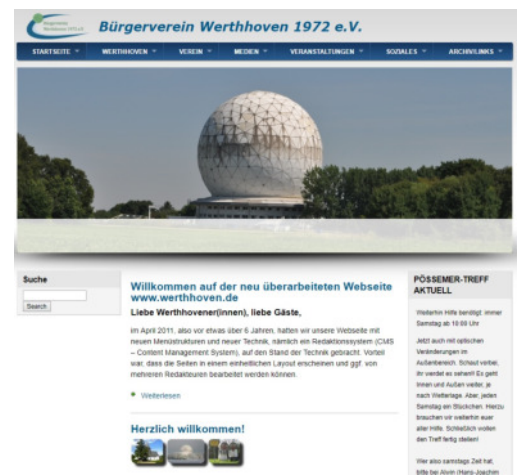 Bürgerverein Werthhoven 1972 e.V.
STARTSEITE WERTHHOVEN VEREIN MEDIEN VERANSTALTUNGEN SOZIALES ARCHIV/LINKS
Suche
Search
Willkommen auf der neu überarbeiteten Webseite
www.werthhoven.de
Liebe Werthhovener(innen), liebe Gäste,
im April 2011, also vor etwas über 6 Jahren, hatten wir unsere Webseite mit
neuen Menüstrukturen und neuer Technik, nämlich ein Redaktionssystem (CMS
– Content Management System), auf den Stand der Technik gebracht. Vorteil
war, dass die Seiten in einem einheitlichen Layout erscheinen und ggf. von
mehreren Redakteuren bearbeitet werden können.
Weiterlesen
Herzlich willkommen!
PÖSSEMER-TREFF
AKTUELL
Weiterhin Hilfe benötigt: immer
Samstag ab 10:00 Uhr
Jetzt auch mit optischen
Veränderungen im
Außenbereich. Schaut vorbei,
ihr werdet es sehen!! Es geht
Innen und Außen weiter, je
nach Wetterlage. Aber, jeden
Samstag ein Stückchen. Hierzu
brauchen wir weiterhin euer
aller Hilfe. Schließlich wollen
den Treff fertig stellen!
Wer also samstags Zeit hat,
bitte bei Alvin (Hans-Joachim